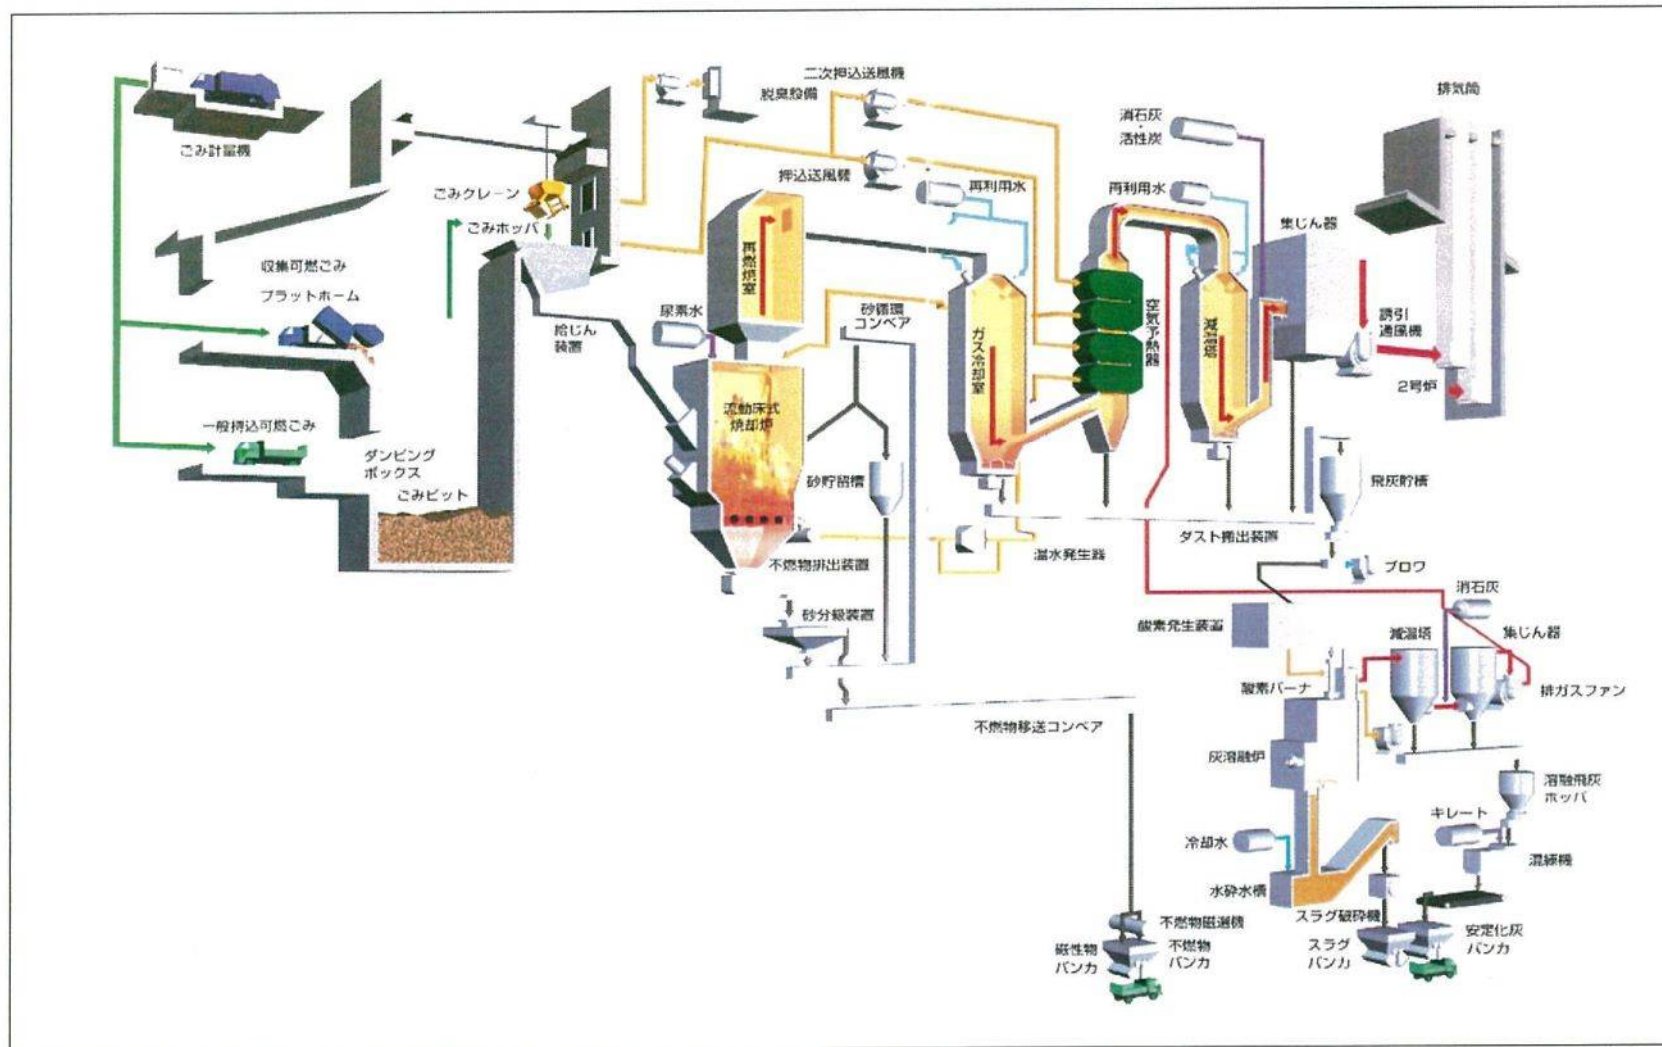 二次押込送風機
脱臭設備
消石灰
・
活性炭
排気筒
ごみ計量機
ごみクレーン
押込送風機
再利用水
再利用水
ごみホッパ
集じん器
再燃焼室
収集可燃ごみ
プラットホーム
尿素水
砂循環
コンベア
給じん
装置
ガス冷却室
空気予熱器
減温塔
誘引
通風機
2号炉
流動床式
焼却炉
一般持込可燃ごみ
ダンピング
ボックス
ごみピット
砂貯留槽
飛灰貯槽
ダスト搬出装置
温水発生器
不燃物排出装置
ブロワ
消石灰
砂分級装置
酸素発生装置
減温塔
集じん器
酸素バーナ
排ガスファン
不燃物移送コンベア
灰溶融炉
溶融飛灰
ホッパ
キレート
冷却水
混練機
水砕水槽
スラグ破砕機
不燃物磁選機
磁性物
バンカ
不燃物
バンカ
スラグ
バンカ
安定化灰
バンカ